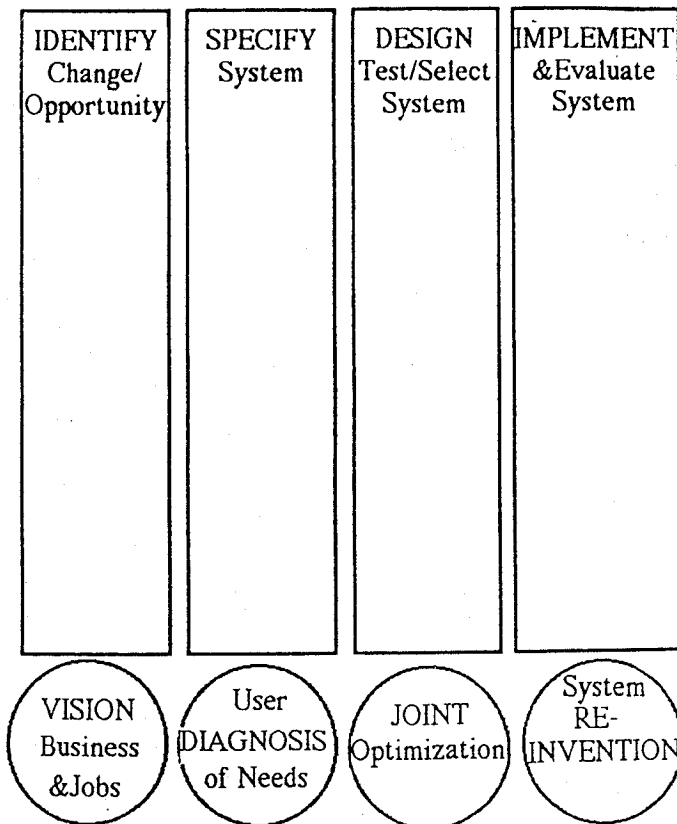 IDENTIFY
Change/
Opportunity
SPECIFY
System
DESIGN
Test/Select
System
IMPLEMENT
&Evaluate
System
VISION
Business
&Jobs
User
DIAGNOSIS
of Needs
JOINT
Optimization
System
RE-
INVENTION